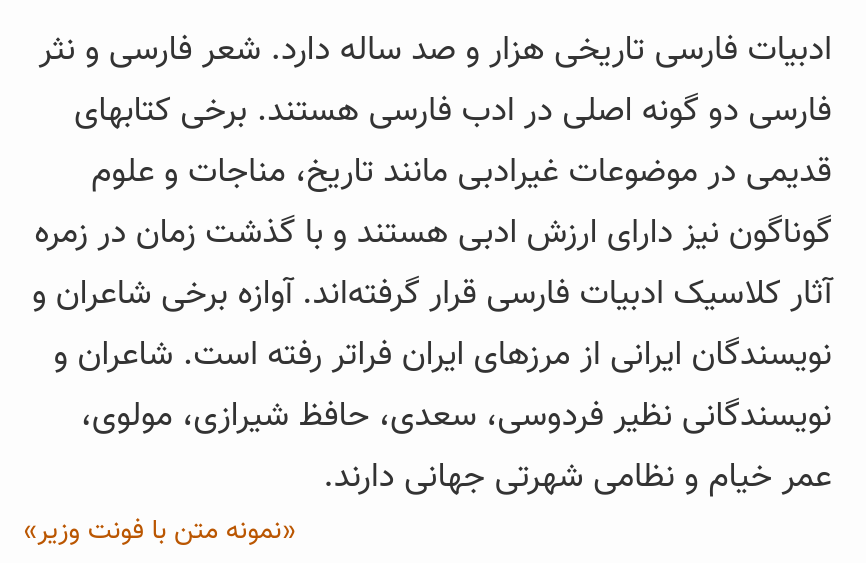 ادبیات فارسی تاریخی هزار و صد ساله دارد. شعر فارسی و نثر
فارسی دو گونه اصلی در ادب فارسی هستند. برخی کتابهای
قدیمی در موضوعات غیرادبی مانند تاریخ، مناجات و علوم
گوناگون نیز دارای ارزش ادبی هستند و با گذشت زمان در زمره
آثار کلاسیک ادبیات فارسی قرار گرفته‌اند. آوازه برخی شاعران و
نویسندگان ایرانی از مرزهای ایران فراتر رفته است. شاعران و
نویسندگانی نظیر فردوسی، سعدی، حافظ شیرازی، مولوی،
عمر خیام و نظامی شهرتی جهانی دارند.
«نمونه متن با فونت وزیر»